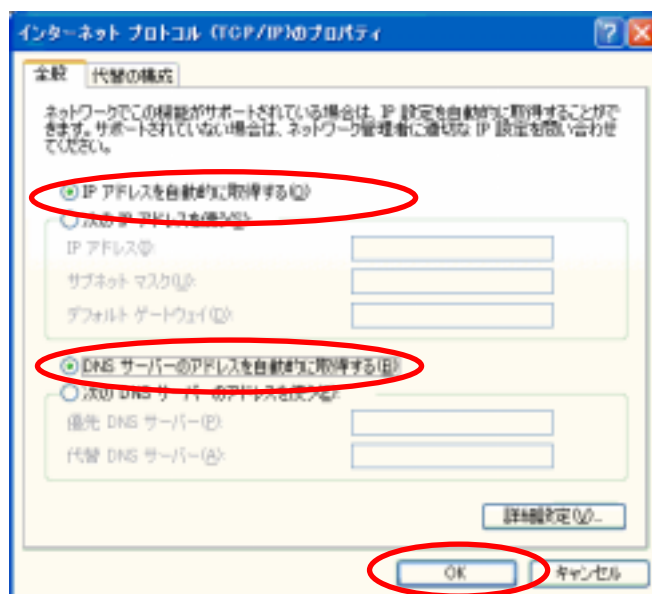 インターネット プロトコル (TCP/IP)のプロパティ
全般
代替の構成
ネットワークでこの機能がサポートされている場合は、IP 設定を自動的に取得することがで
きます。サポートされていない場合は、ネットワーク管理者に適切な IP 設定を問い合わせ
てください。
IP アドレスを自動的に取得する(O)
次の IP アドレスを使う(S):
IP アドレス(I):
サブネット マスク(U):
デフォルト ゲートウェイ(D):
DNS サーバーのアドレスを自動的に取得する(B)
次の DNS サーバーのアドレスを使う(E):
優先 DNS サーバー(P):
代替 DNS サーバー(A):
詳細設定(V)...
OK
キャンセル